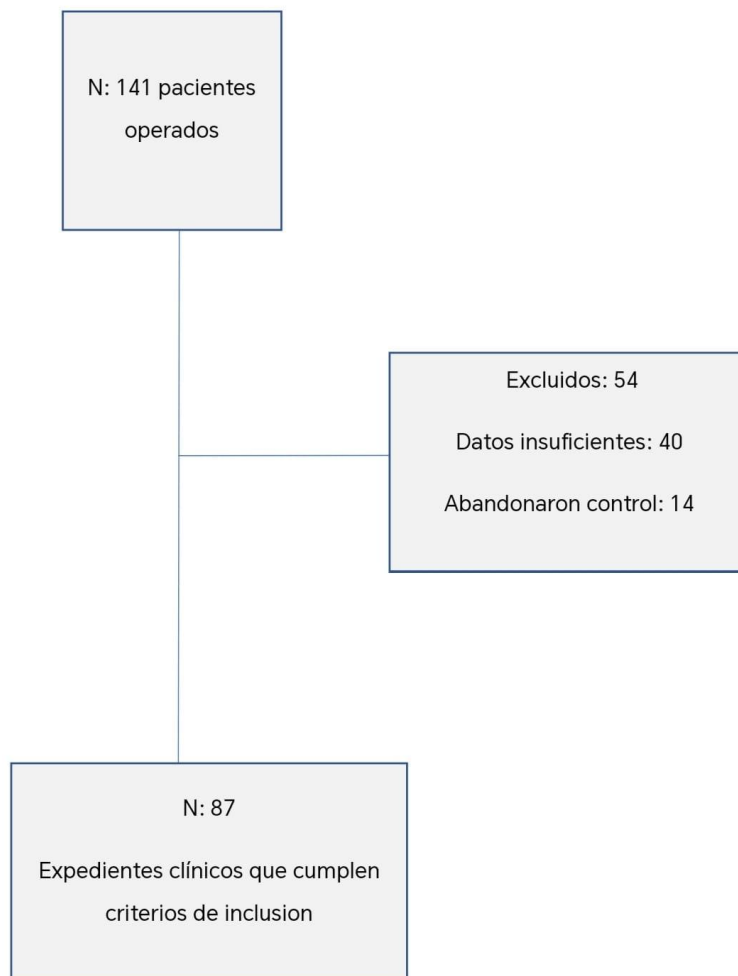 N: 141 pacientes
operados
Excluidos: 54
Datos insuficientes: 40
Abandonaron control: 14
N: 87
Expedientes clínicos que cumplen
criterios de inclusion